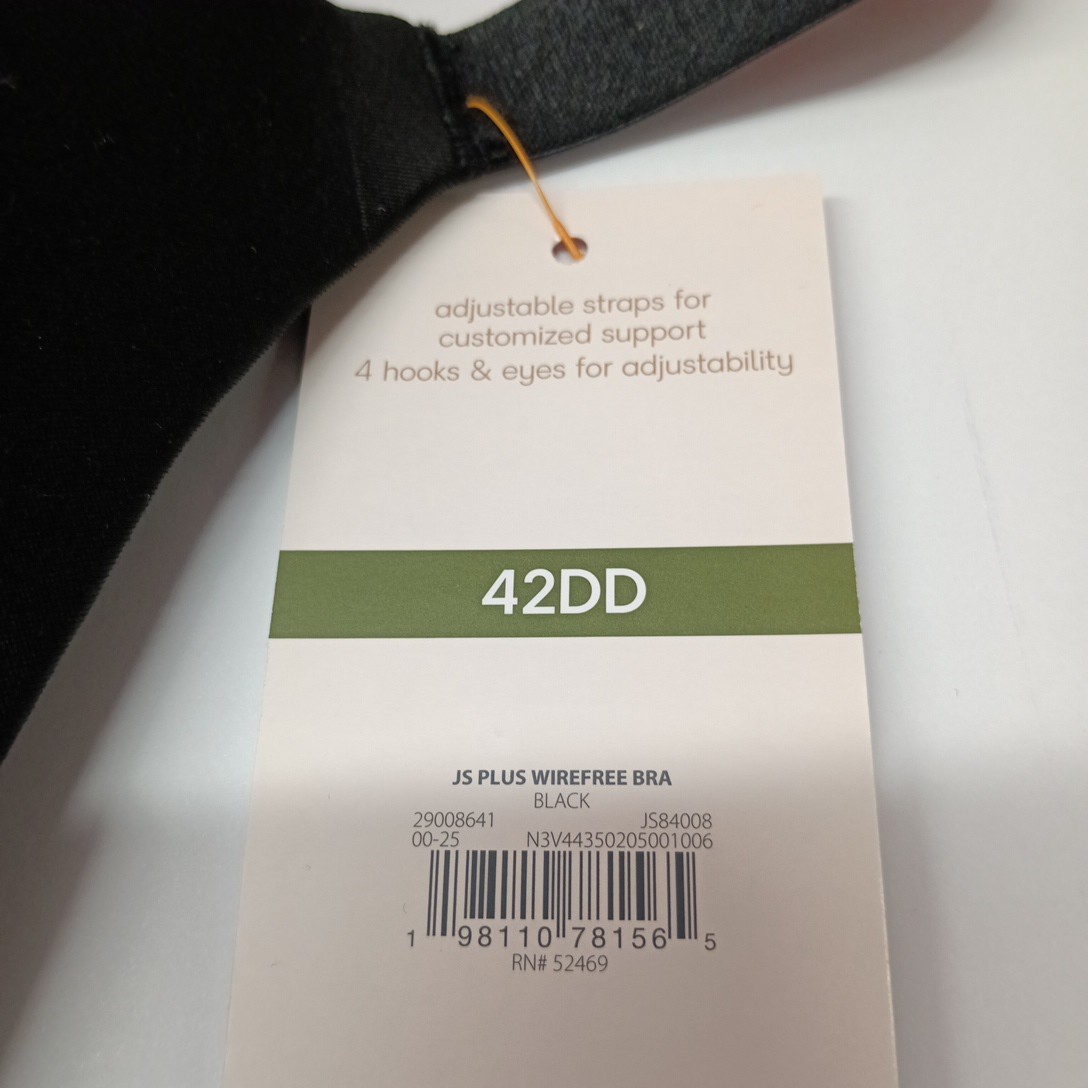 adjustable straps for
customized support
4 hooks & eyes for adjustability
42DD
JS PLUS WIREFREE BRA
BLACK
29008641 JS84008
00-25 N3V44350205001006
1 98110 78156 5
RN# 52469